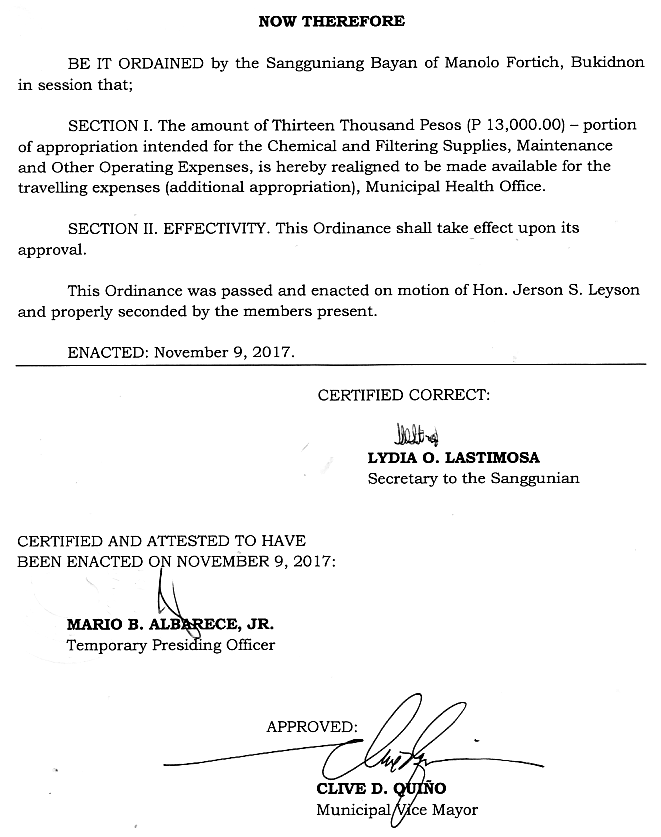 NOW THEREFORE
BE IT ORDAINED by the Sangguniang Bayan of Manolo Fortich, Bukidnon
in session that;
SECTION I. The amount of Thirteen Thousand Pesos (P 13,000.00) – portion
of appropriation intended for the Chemical and Filtering Supplies, Maintenance
and Other Operating Expenses, is hereby realigned to be made available for the
travelling expenses (additional appropriation), Municipal Health Office.
SECTION II. EFFECTIVITY. This Ordinance shall take effect upon its
approval.
This Ordinance was passed and enacted on motion of Hon. Jerson S. Leyson
and properly seconded by the members present.
ENACTED: November 9, 2017.
CERTIFIED CORRECT:
LYDIA O. LASTIMOSA
Secretary to the Sanggunian
CERTIFIED AND ATTESTED TO HAVE
BEEN ENACTED ON NOVEMBER 9, 2017:
MARIO B. ALBARECE, JR.
Temporary Presiding Officer
APPROVED:
CLIVE D. QUIÑO
Municipal Vice Mayor